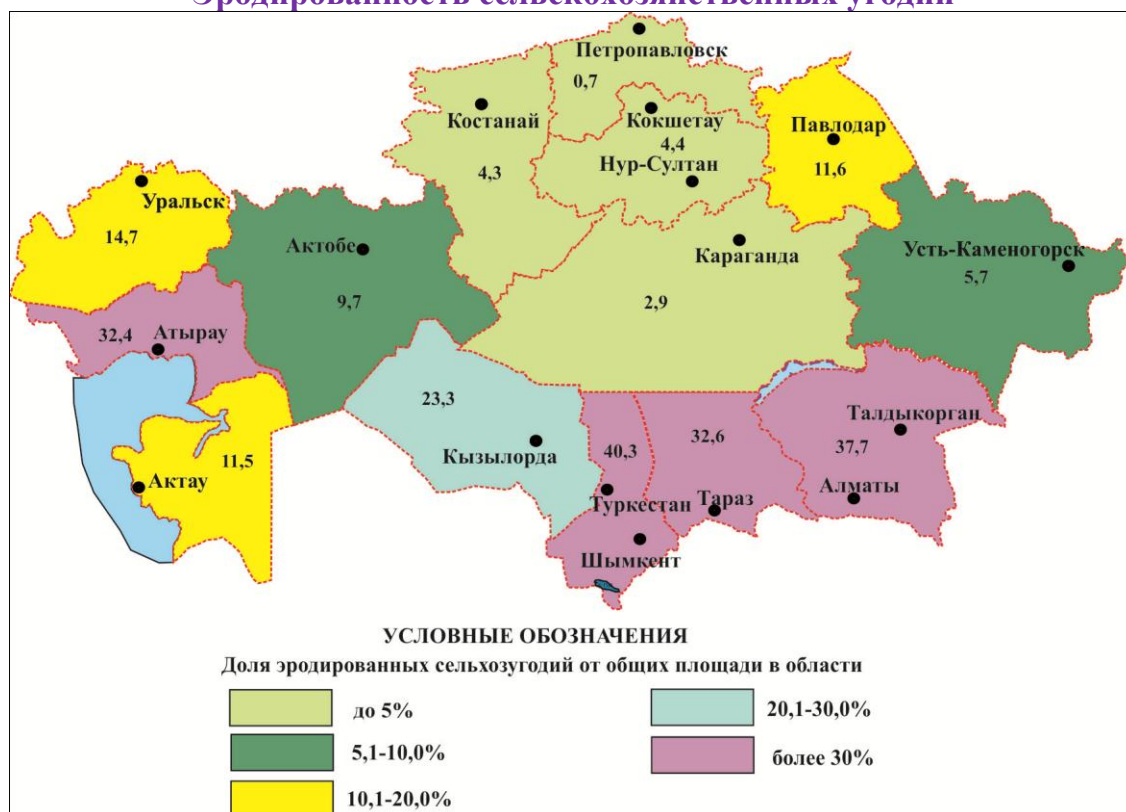 Эродированность сельскохозяйственных угодий
Петропавловск
0,7
Костанай
Кокшетау
Павлодар
4,4
Нур-Султан
4,3
11,6
Уральск
14,7
Актобе
Караганда
Усть-Каменогорск
5,7
9,7
2,9
32,4
Атырау
23,3
Талдыкорган
32,6
37,7
40,3
Кызылорда
11,5
Актау
Туркестан
Тараз
Алматы
Шымкент
УСЛОВНЫЕ ОБОЗНАЧЕНИЯ
Доля эродированных сельхозугодий от общих площади в области
до 5%
20,1-30,0%
5,1-10,0%
более 30%
10,1-20,0%